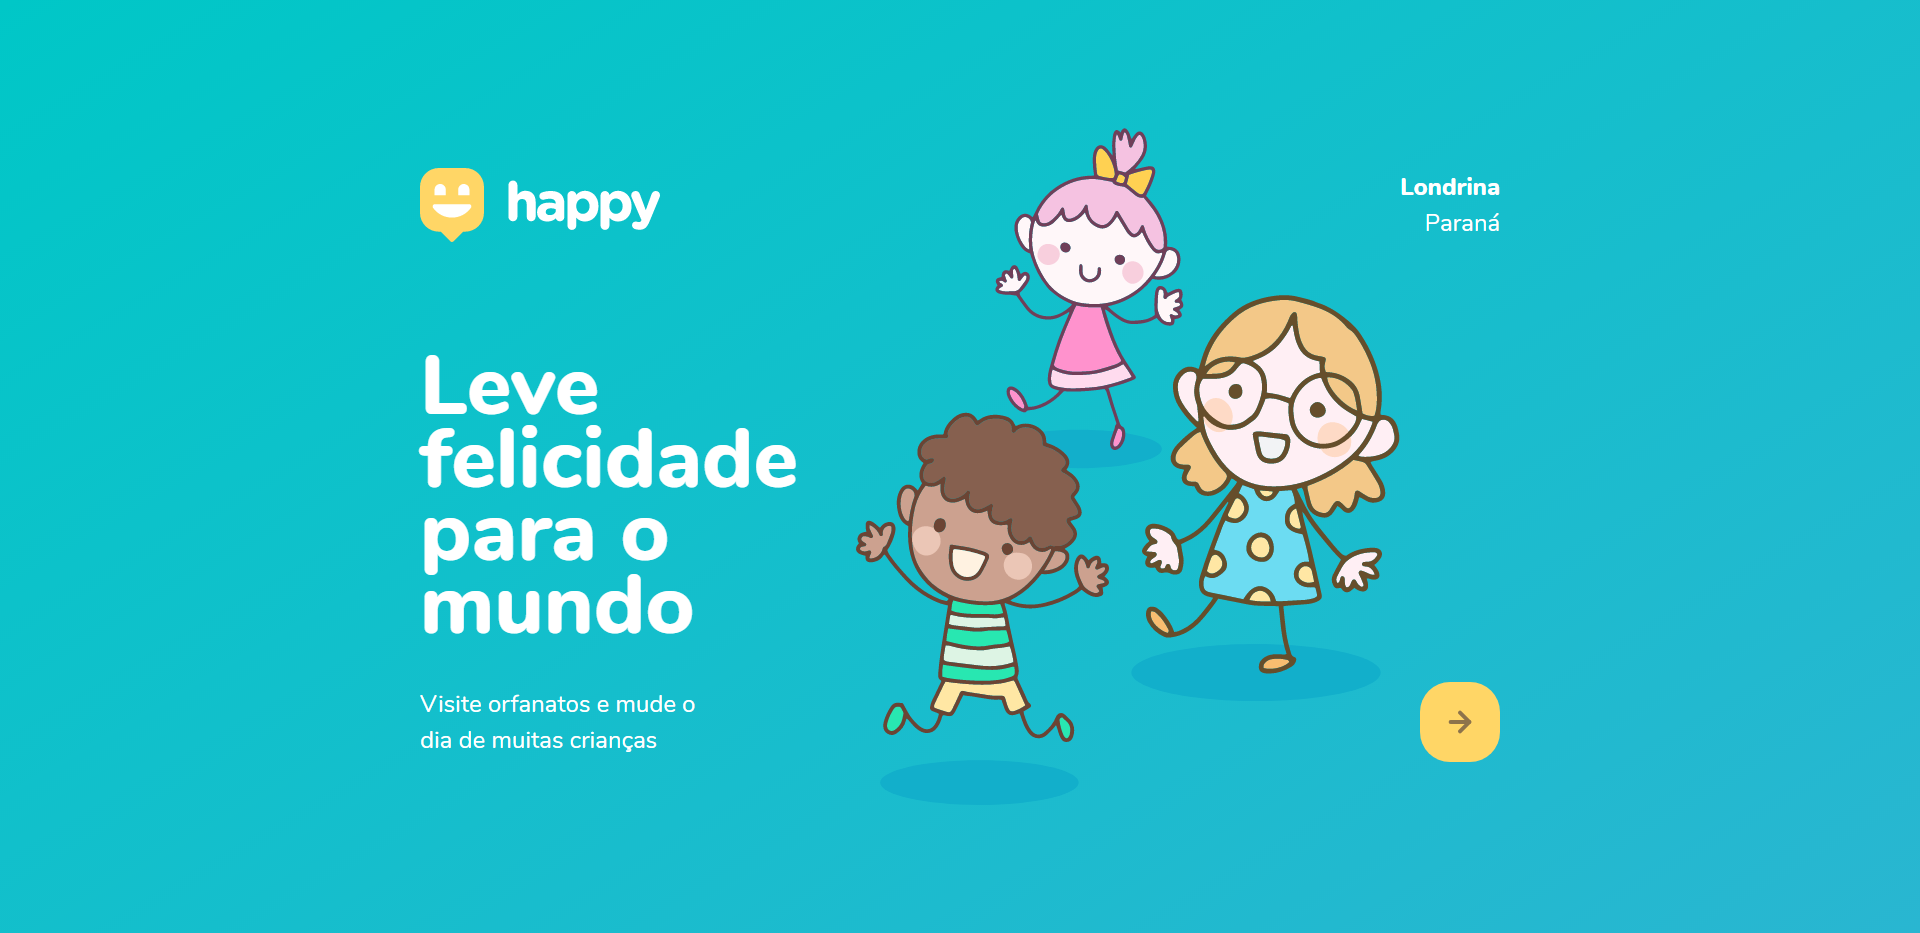 happy
Londrina
Paraná
Leve
felicidade
para o
mundo
Visite orfanatos e mude o
dia de muitas crianças